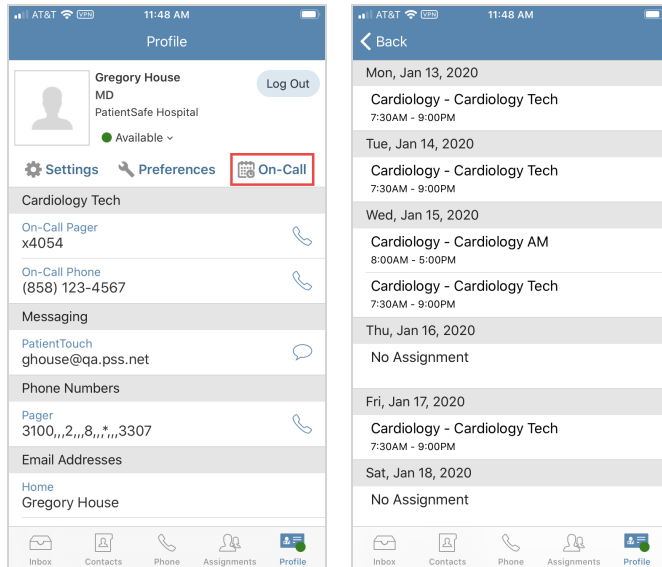 AT&T VPN 11:48 AM
Profile
Gregory House
MD
PatientSafe Hospital
Available
Log Out
Settings Preferences On-Call
Cardiology Tech
On-Call Pager
x4054
On-Call Phone
(858) 123-4567
Messaging
PatientTouch
ghouse@qa.pss.net
Phone Numbers
Pager
3100,,,2,,,8,,,*,,,3307
Email Addresses
Home
Gregory House
Inbox Contacts Phone Assignments Profile
AT&T VPN 11:48 AM
Back
Mon, Jan 13, 2020
Cardiology - Cardiology Tech
7:30AM - 9:00PM
Tue, Jan 14, 2020
Cardiology - Cardiology Tech
7:30AM - 9:00PM
Wed, Jan 15, 2020
Cardiology - Cardiology AM
8:00AM - 5:00PM
Cardiology - Cardiology Tech
7:30AM - 9:00PM
Thu, Jan 16, 2020
No Assignment
Fri, Jan 17, 2020
Cardiology - Cardiology Tech
7:30AM - 9:00PM
Sat, Jan 18, 2020
No Assignment
Inbox Contacts Phone Assignments Profile